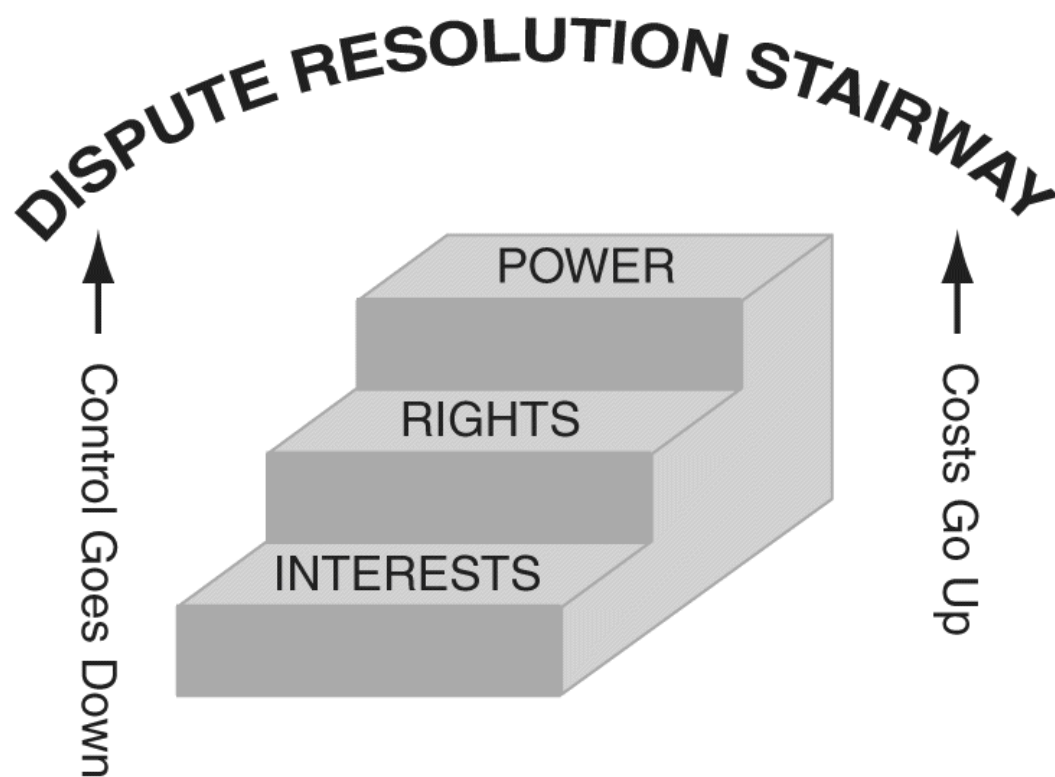 DISPUTE RESOLUTION STAIRWAY
POWER
RIGHTS
INTERESTS
Control Goes Down
Costs Go Up